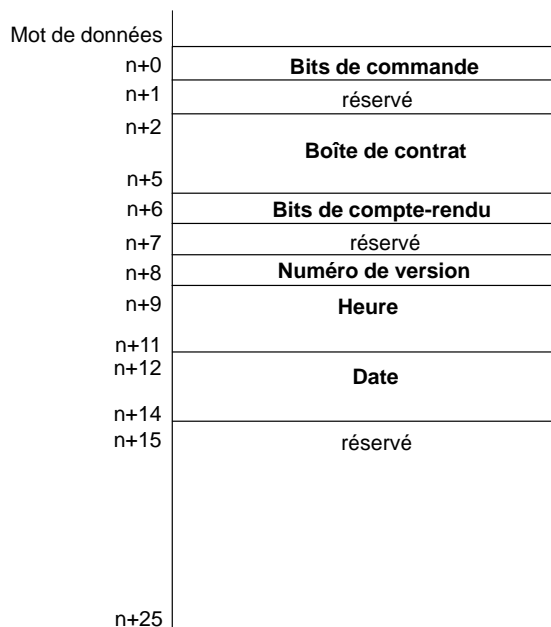 Mot de données
n+0 Bits de commande
n+1 réservé
n+2
Boîte de contrat
n+5
n+6 Bits de compte-rendu
n+7 réservé
n+8 Numéro de version
n+9 Heure
n+11
n+12
Date
n+14
n+15 réservé
n+25